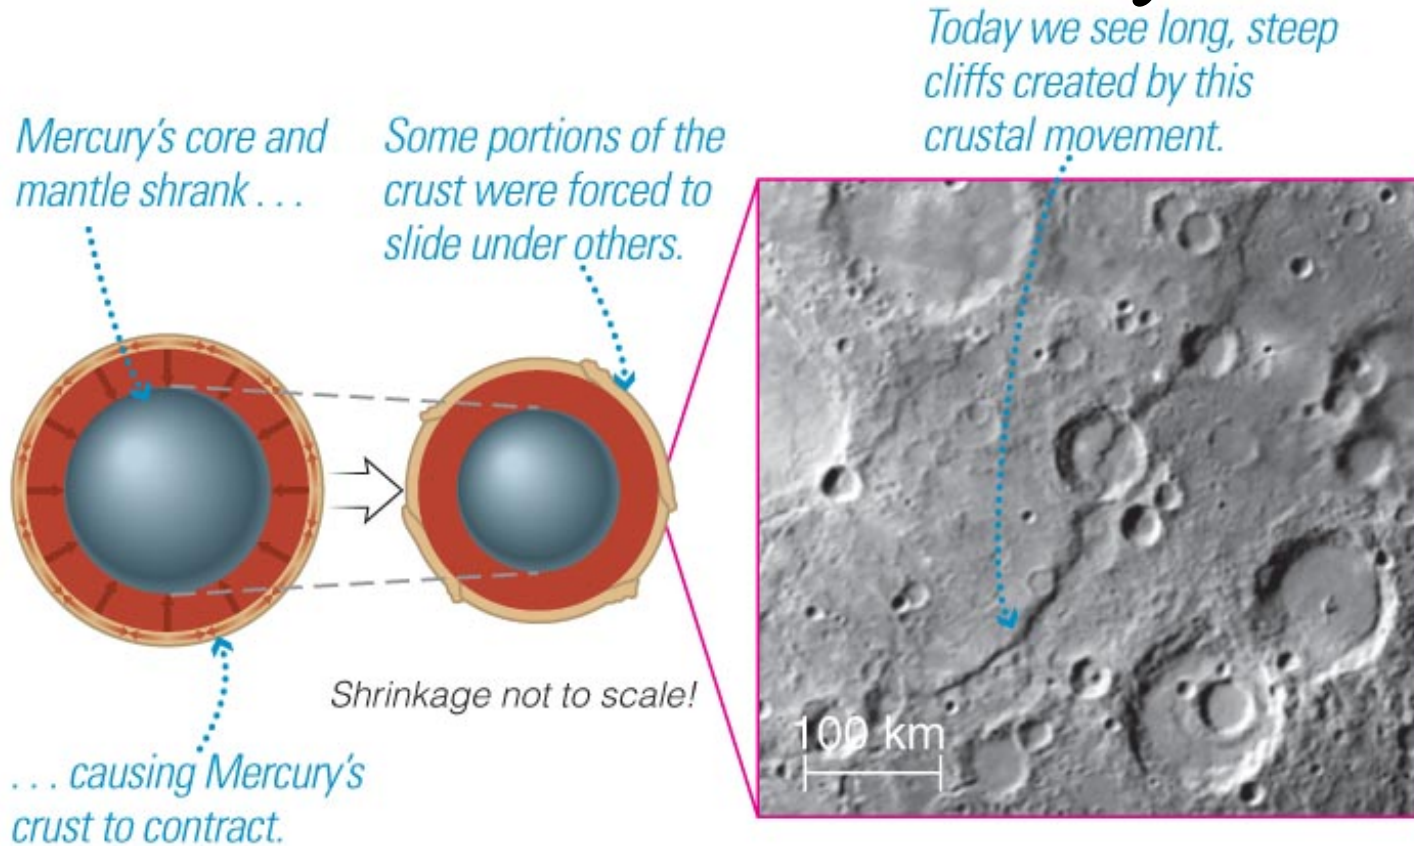 Today we see long, steep
cliffs created by this
crustal movement.
Mercury's core and
mantle shrank . . .
Some portions of the
crust were forced to
slide under others.
Shrinkage not to scale!
. . . causing Mercury's
crust to contract.
100 km